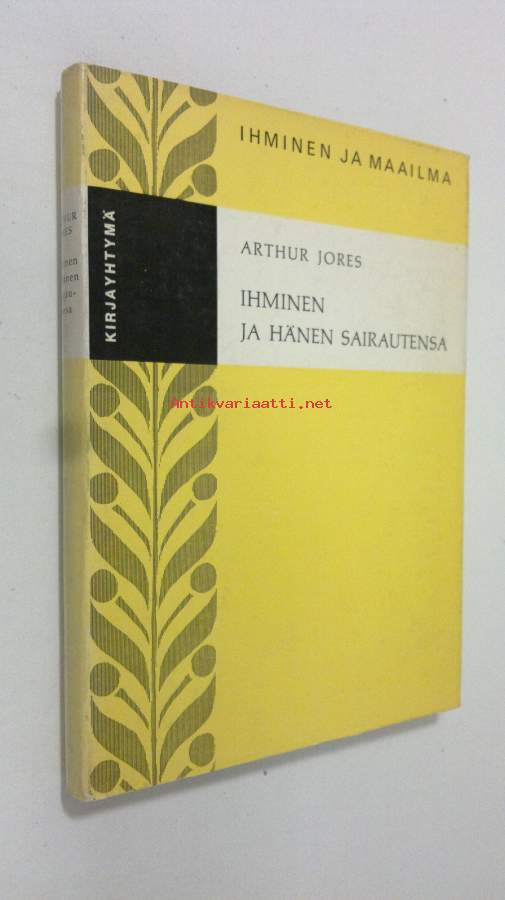 IHMINEN JA MAAILMA
ARTHUR JORES
IHMINEN
JA HÄNEN SAIRAUTENSA
KIRJAYHTYMÄ
Antikvariaatti.net